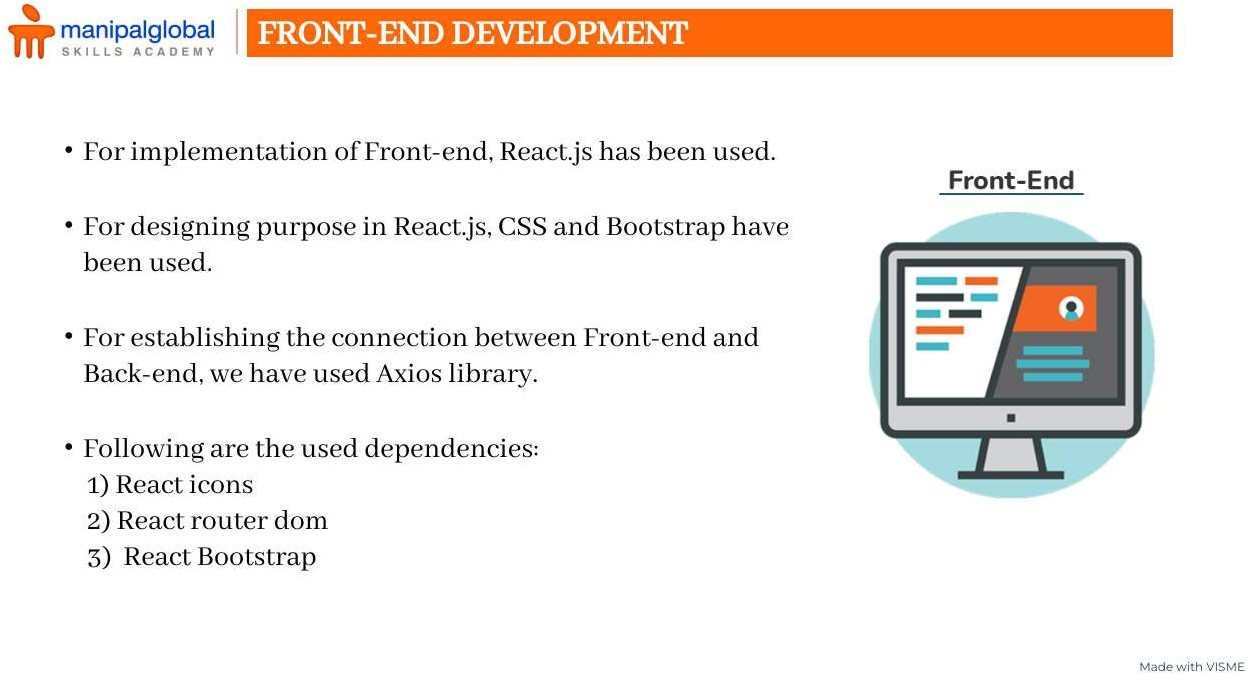 manipalglobal
SKILLS ACADEMY
FRONT-END DEVELOPMENT
• For implementation of Front-end, React.js has been used.
• For designing purpose in React.js, CSS and Bootstrap have
been used.
• For establishing the connection between Front-end and
Back-end, we have used Axios library.
• Following are the used dependencies:
1) React icons
2) React router dom
3) React Bootstrap
Front-End
Made with VISME